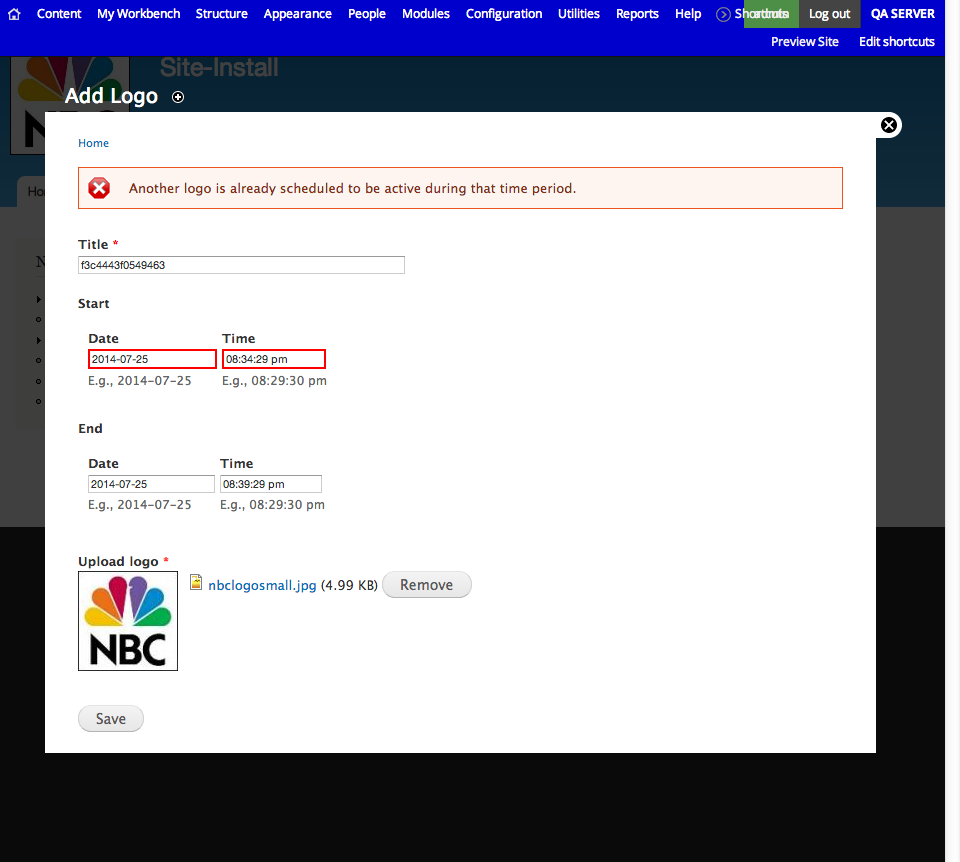 Content My Workbench Structure Appearance People Modules Configuration Utilities Reports Help Shortcuts Log out QA SERVER
Preview Site Edit shortcuts
Site-Install
Add Logo
Home
Another logo is already scheduled to be active during that time period.
Title *
f3c4443f0549463
Start
Date Time
2014-07-25 08:34:29 pm
E.g., 2014-07-25 E.g., 08:29:30 pm
End
Date Time
2014-07-25 08:39:29 pm
E.g., 2014-07-25 E.g., 08:29:30 pm
Upload logo *
nbclogosmall.jpg (4.99 KB) Remove
NBC
Save